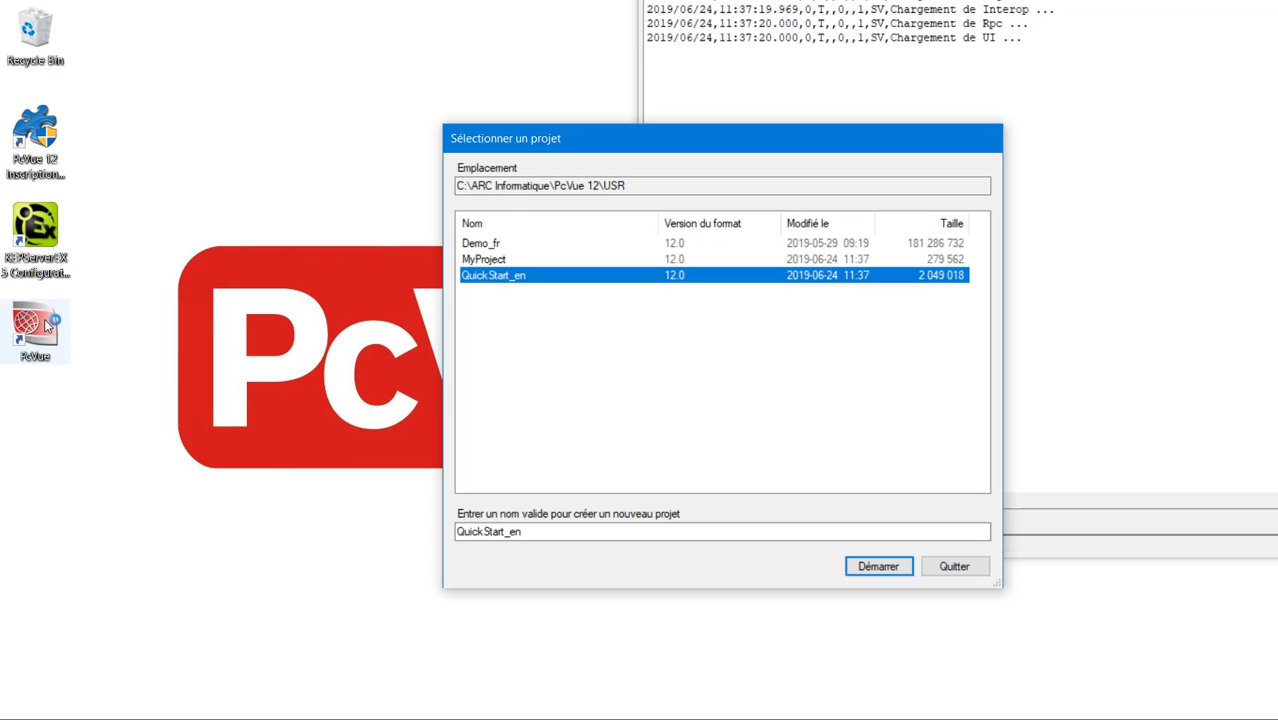 2019/06/24,11:37:19.969,0,T,,0,,1,SV,Chargement de Interop ...
2019/06/24,11:37:20.000,0,T,,0,,1,SV,Chargement de Rpc ...
2019/06/24,11:37:20.000,0,T,,0,,1,SV,Chargement de UI ...
Recycle Bin
PcVue 12
Inscription...
KEPServerEX
5 Configurat...
PcVue
PcV
Sélectionner un projet
Emplacement
C:\ARC Informatique\PcVue 12\USR
Nom Version du format Modifié le Taille
Demo_fr 12.0 2019-05-29 09:19 181 286 732
MyProject 12.0 2019-06-24 11:37 279 562
QuickStart_en 12.0 2019-06-24 11:37 2 049 018
Entrer un nom valide pour créer un nouveau projet
QuickStart_en
Démarrer Quitter